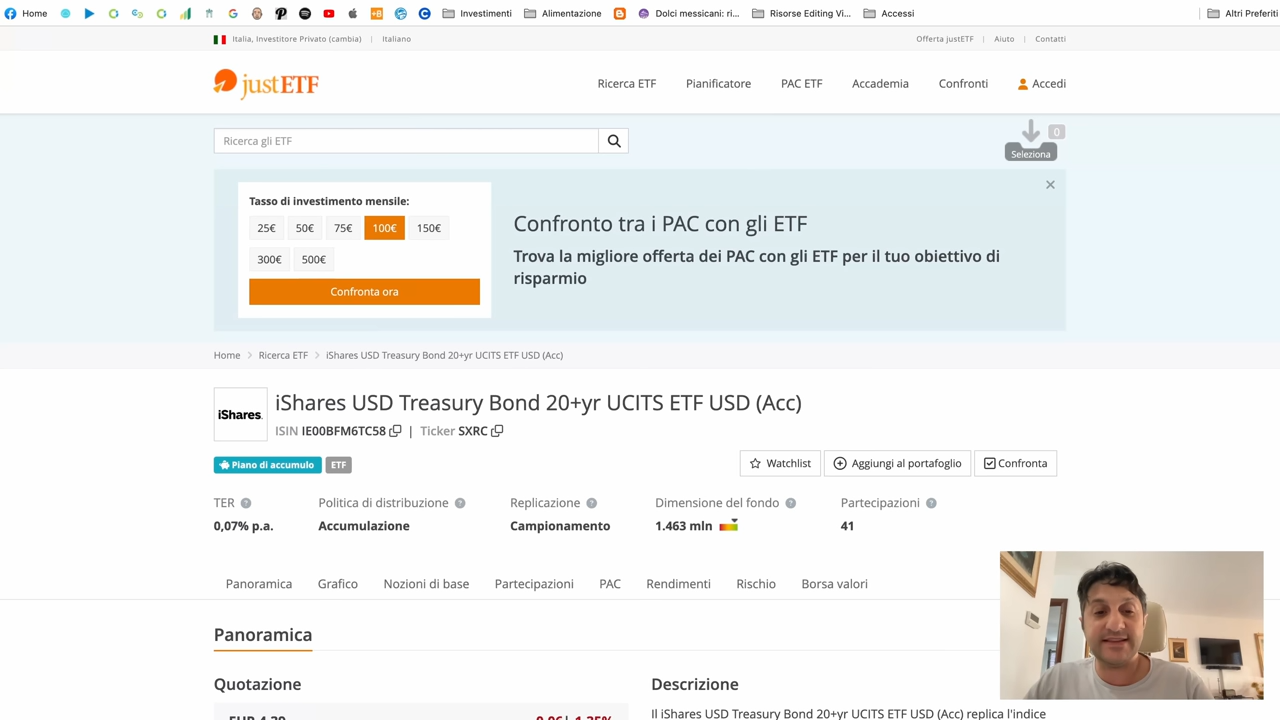 Home
Investimenti
Alimentazione
Dolci messicani: ri...
Risorse Editing Vi...
Accessi
Altri Preferiti
Italia, Investitore Privato (cambia) | Italiano
Offerta justETF | Aiuto | Contatti
justETF
Ricerca ETF
Pianificatore
PAC ETF
Accademia
Confronti
Accedi
Ricerca gli ETF
0
Seleziona
Tasso di investimento mensile:
25€ 50€ 75€ 100€ 150€
300€ 500€
Confronta ora
Confronto tra i PAC con gli ETF
Trova la migliore offerta dei PAC con gli ETF per il tuo obiettivo di
risparmio
Home > Ricerca ETF > iShares USD Treasury Bond 20+yr UCITS ETF USD (Acc)
iShares.
iShares USD Treasury Bond 20+yr UCITS ETF USD (Acc)
ISIN IE00BFM6TC58 | Ticker SXRC
Piano di accumulo
ETF
Watchlist
Aggiungi al portafoglio
Confronta
TER
0,07% p.a.
Politica di distribuzione
Accumulazione
Replicazione
Campionamento
Dimensione del fondo
1.463 mln
Partecipazioni
41
Panoramica
Grafico
Nozioni di base
Partecipazioni
PAC
Rendimenti
Rischio
Borsa valori
Panoramica
Quotazione
Descrizione
Il iShares USD Treasury Bond 20+yr UCITS ETF USD (Acc) replica l'indice